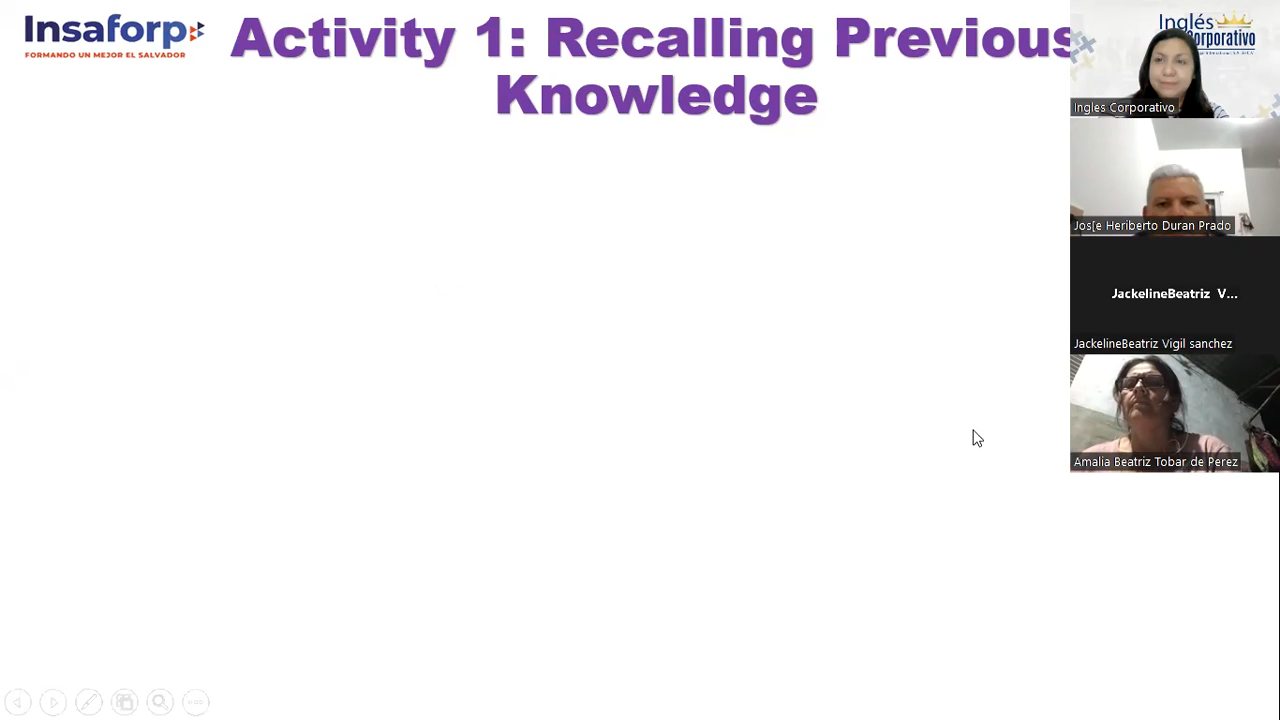 Insaforp
FORMANDO UN MEJOR EL SALVADOR
Activity 1: Recalling Previous
Knowledge
Inglés
Corporativo
Ingles Corporativo
Jos[e Heriberto Duran Prado
JackelineBeatriz V...
JackelineBeatriz Vigil sanchez
Amalia Beatriz Tobar de Perez